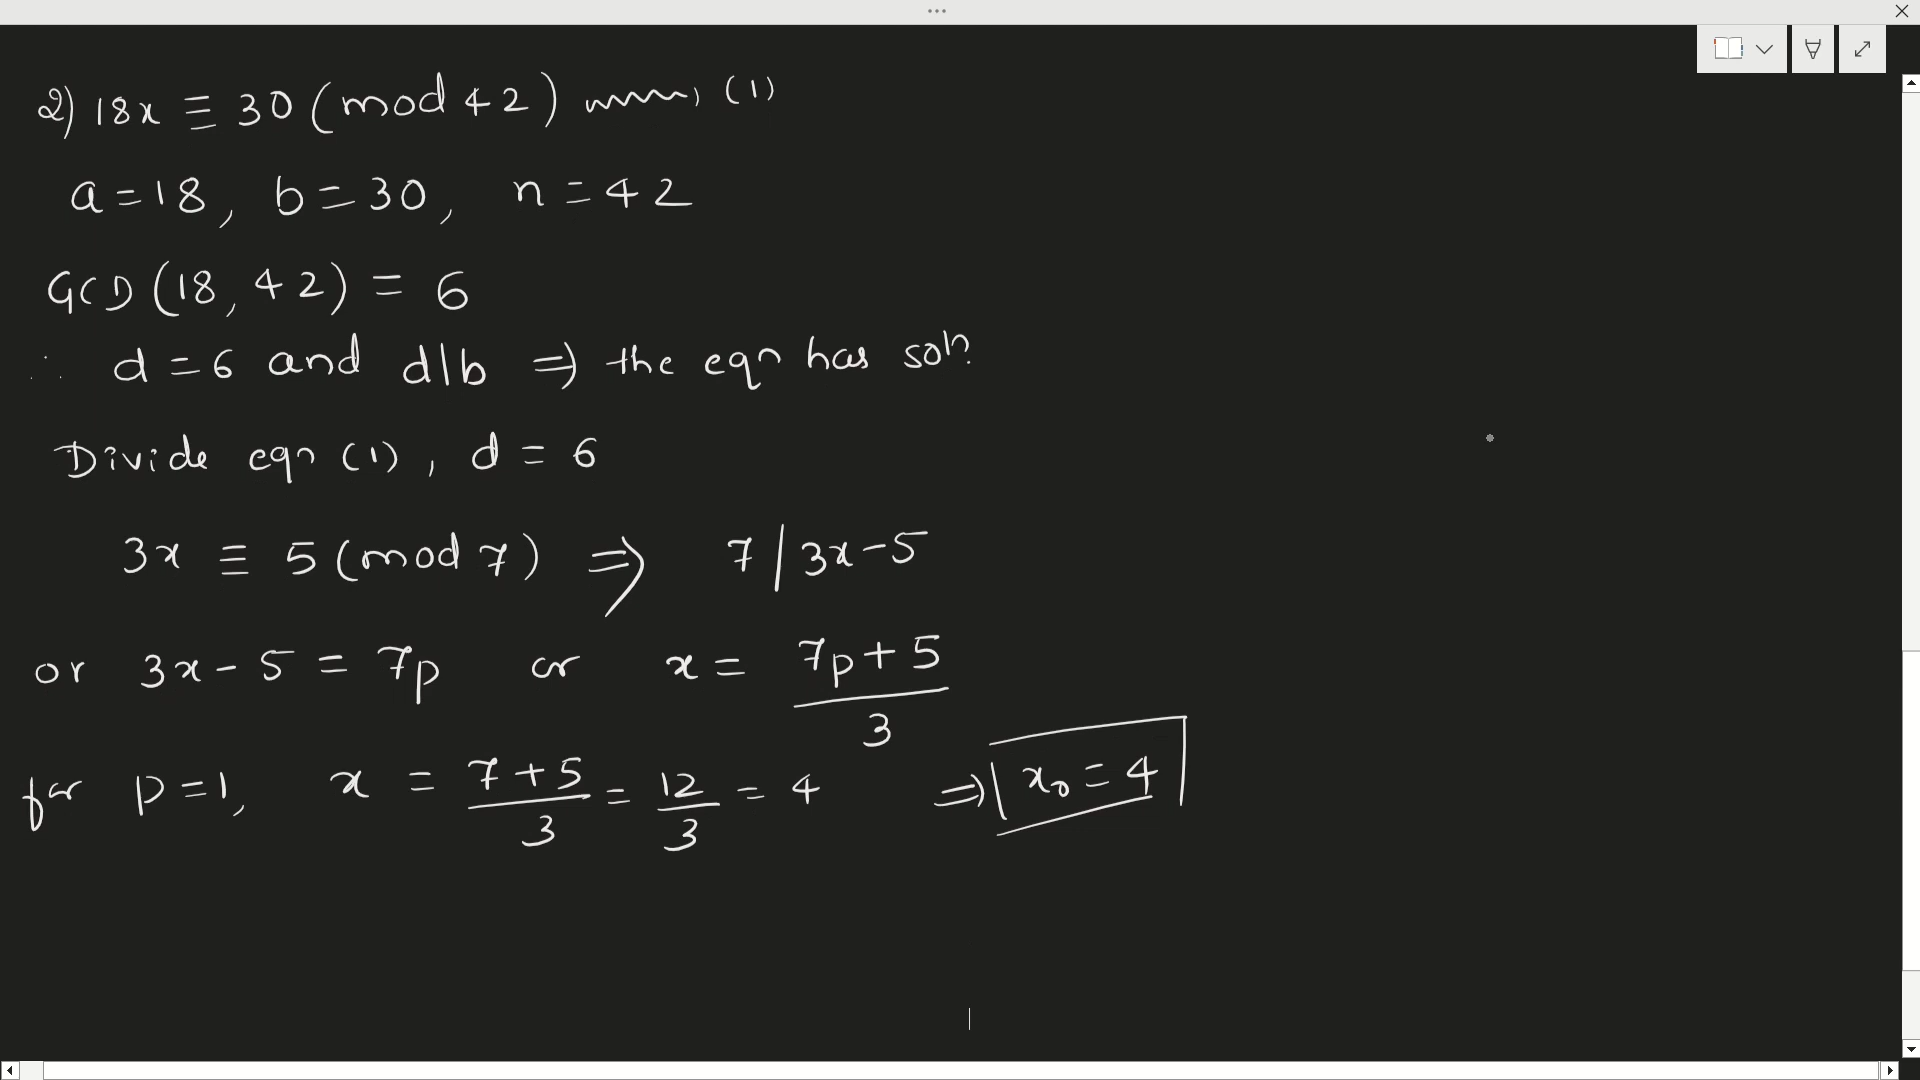 2) 18x ≡ 30 (mod 42) (1)
a = 18, b = 30, n = 42
GCD (18, 42) = 6
∴ d = 6 and d|b ⇒ the eqn has soln.
Divide eqn (1), d = 6
3x ≡ 5 (mod 7) ⇒ 7 | 3x - 5
or 3x - 5 = 7p or x = (7p + 5)/3
for p = 1, x = (7 + 5)/3 = 12/3 = 4 ⇒ x₀ = 4